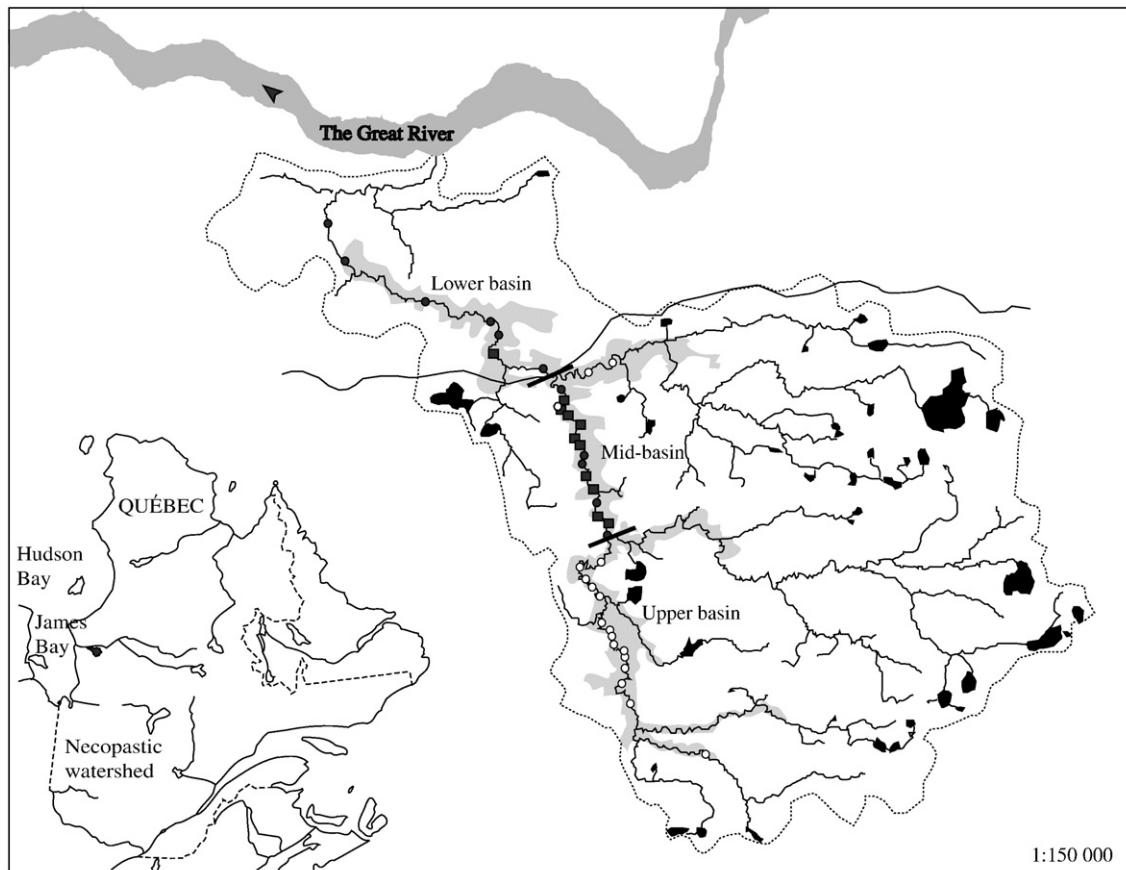 The Great River
Lower basin
Mid-basin
QUÉBEC
Hudson
Bay
James
Bay
Upper basin
Necopastic
watershed
1:150 000